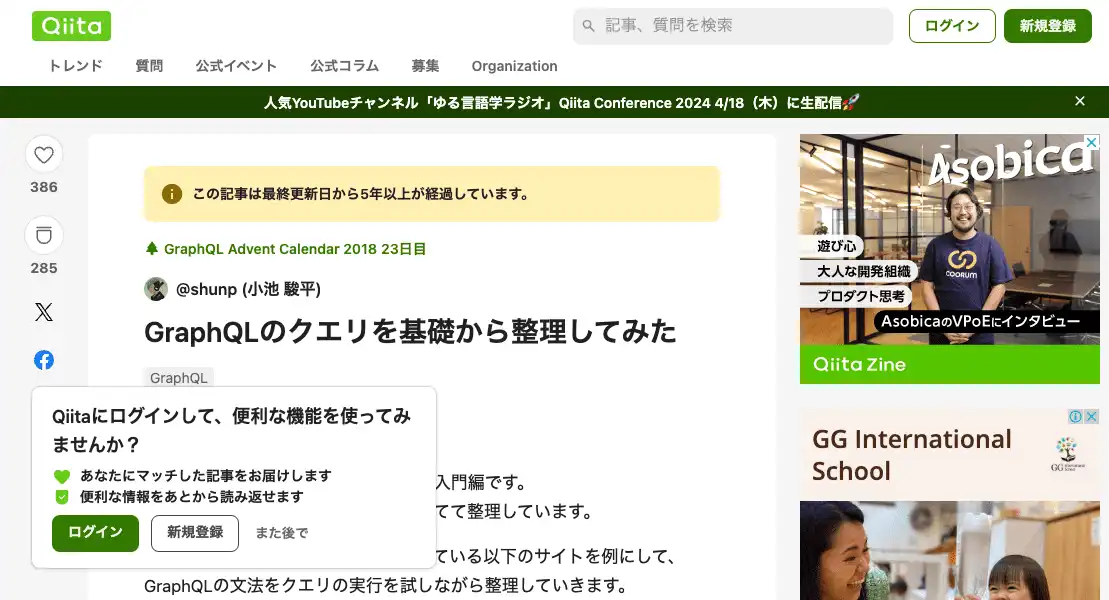 Qiita
記事、質問を検索
ログイン
新規登録
トレンド
質問
公式イベント
公式コラム
募集
Organization
人気YouTubeチャンネル「ゆる言語学ラジオ」Qiita Conference 2024 4/18（木）に生配信🚀
386
285
この記事は最終更新日から5年以上が経過しています。
GraphQL Advent Calendar 2018 23日目
@shunp (小池 駿平)
GraphQLのクエリを基礎から整理してみた
GraphQL
Qiitaにログインして、便利な機能を使ってみ
ませんか？
あなたにマッチした記事をお届けします
便利な情報をあとから読み返せます
ログイン
新規登録
また後で
入門編です。
てて整理しています。
ている以下のサイトを例にして、
GraphQLの文法をクエリの実行を試しながら整理していきます。
Asobica
遊び心
大人な開発組織
プロダクト思考
COORUM
AsobicaのVPoEにインタビュー
Qiita Zine
GG International
School
GG International